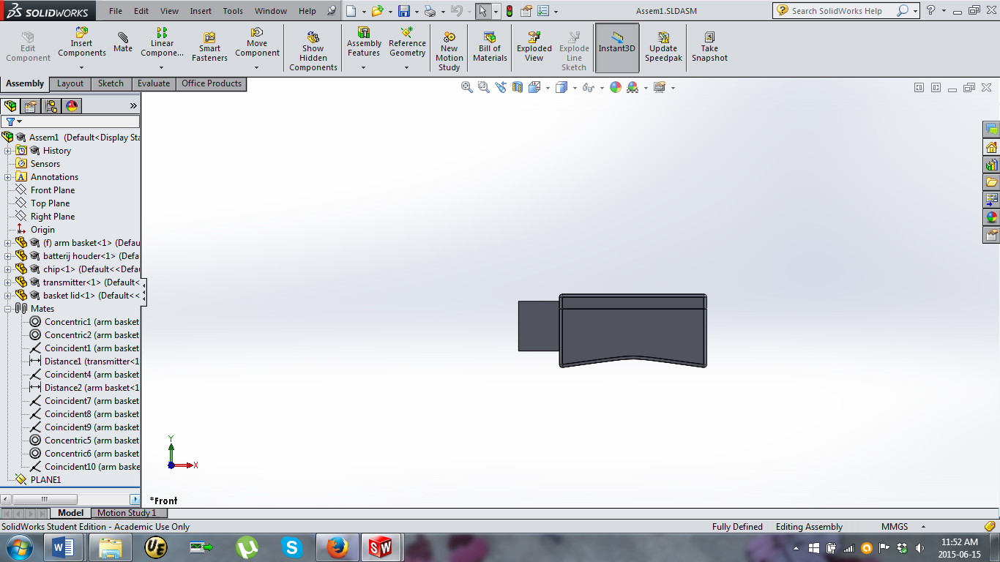 SOLIDWORKS File Edit View Insert Tools Window Help Assem1.SLDASM Search SolidWorks Help
Edit Component
Insert Components
Mate
Linear Compone...
Smart Fasteners
Move Component
Show Hidden Components
Assembly Features
Reference Geometry
New Motion Study
Bill of Materials
Exploded View
Explode Line Sketch
Instant3D
Update Speedpak
Take Snapshot
Assembly Layout Sketch Evaluate Office Products
Assem1 (Default<Display Sta
History
Sensors
Annotations
Front Plane
Top Plane
Right Plane
Origin
(f) arm basket<1> (Defau
batterij houder<1> (Defa
chip<1> (Default<<Defau
transmitter<1> (Default<
basket lid<1> (Default<<
Mates
Concentric1 (arm basket
Concentric2 (arm basket
Coincident1 (arm basket
Distance1 (transmitter<1
Coincident4 (arm basket
Distance2 (arm basket<1
Coincident7 (arm basket
Coincident8 (arm basket
Coincident9 (arm basket
Concentric5 (arm basket
Concentric6 (arm basket
Coincident10 (arm baske
PLANE1
Y
X
*Front
Model Motion Study 1
SolidWorks Student Edition - Academic Use Only Fully Defined Editing Assembly MMGS
11:52 AM
2015-06-15